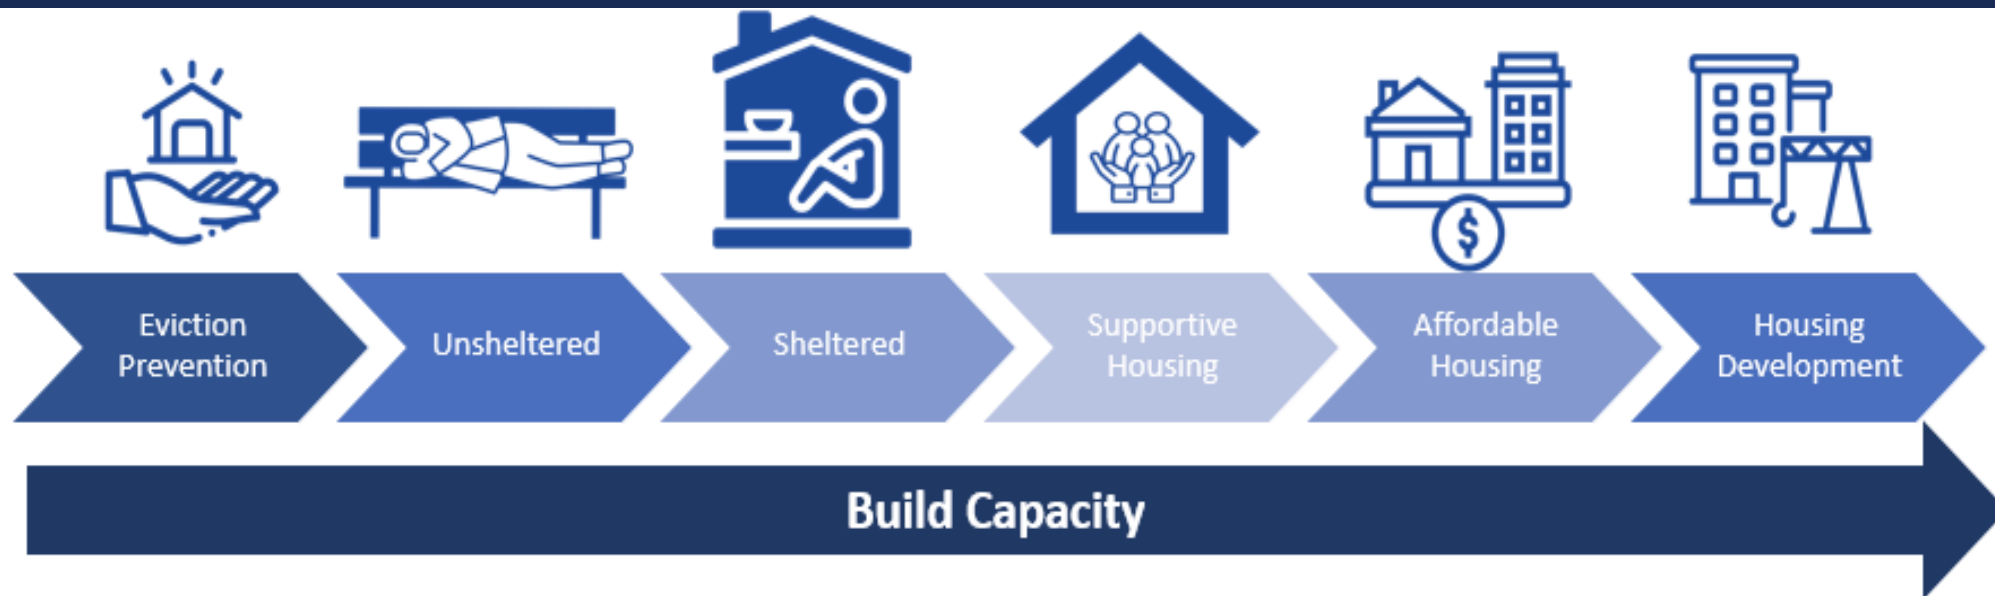 $
Eviction
Prevention
Unsheltered
Sheltered
Supportive
Housing
Affordable
Housing
Housing
Development
Build Capacity